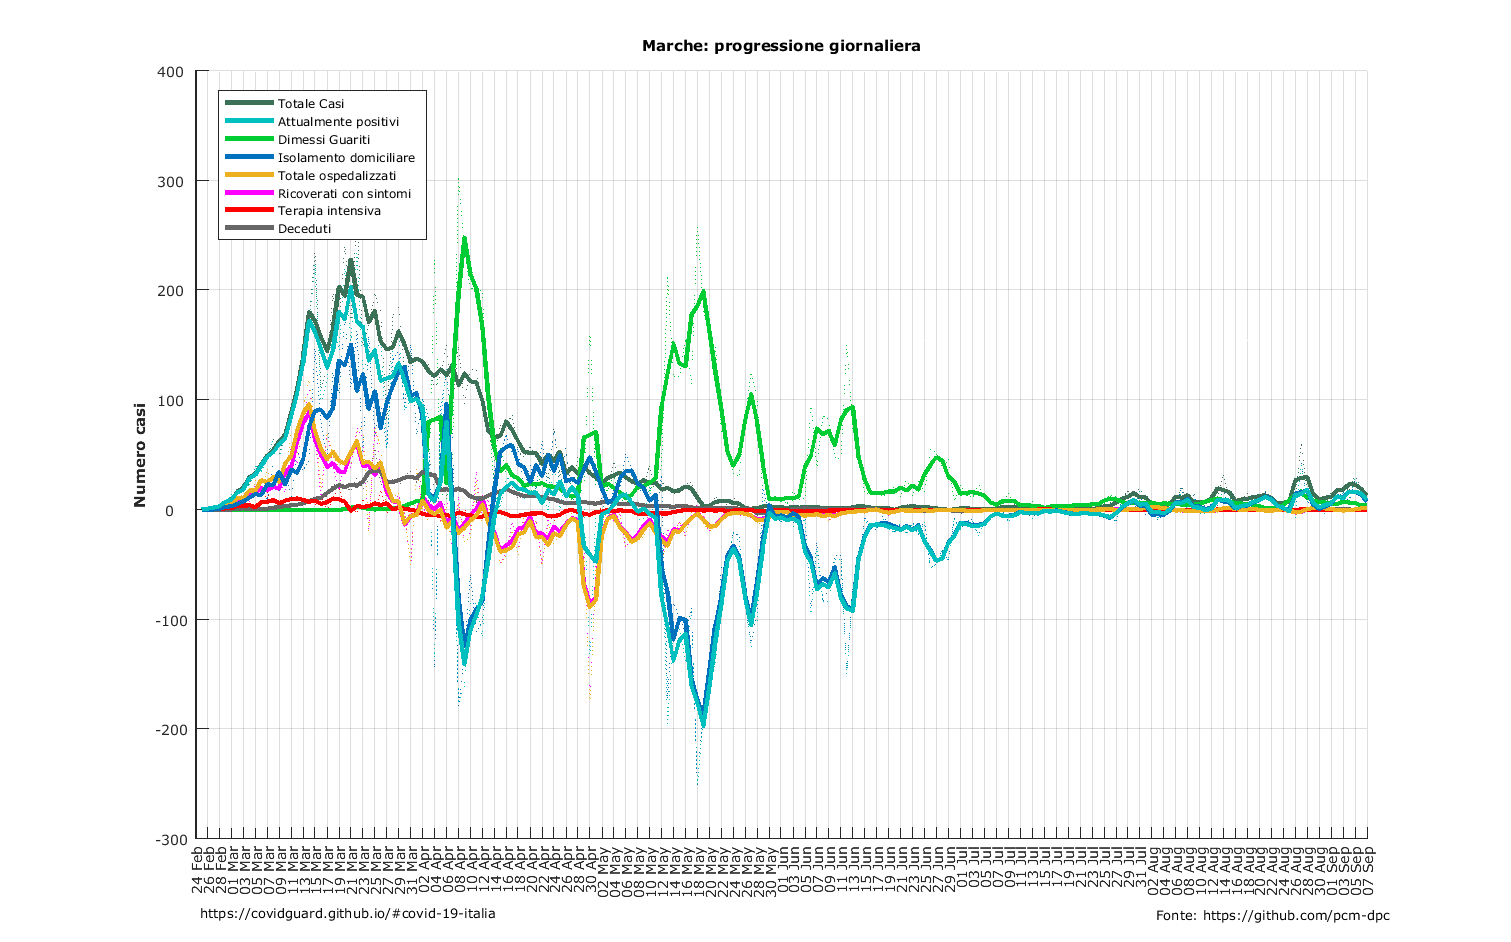 Marche: progressione giornaliera
400
300
200
100
0
-100
-200
-300
Numero casi
Totale Casi
Attualmente positivi
Dimessi Guariti
Isolamento domiciliare
Totale ospedalizzati
Ricoverati con sintomi
Terapia intensiva
Deceduti
24 Feb
26 Feb
28 Feb
01 Mar
03 Mar
05 Mar
07 Mar
09 Mar
11 Mar
13 Mar
15 Mar
17 Mar
19 Mar
21 Mar
23 Mar
25 Mar
27 Mar
29 Mar
31 Mar
02 Apr
04 Apr
06 Apr
08 Apr
10 Apr
12 Apr
14 Apr
16 Apr
18 Apr
20 Apr
22 Apr
24 Apr
26 Apr
28 Apr
30 Apr
02 May
04 May
06 May
08 May
10 May
12 May
14 May
16 May
18 May
20 May
22 May
24 May
26 May
28 May
30 May
01 Jun
03 Jun
05 Jun
07 Jun
09 Jun
11 Jun
13 Jun
15 Jun
17 Jun
19 Jun
21 Jun
23 Jun
25 Jun
27 Jun
29 Jun
01 Jul
03 Jul
05 Jul
07 Jul
09 Jul
11 Jul
13 Jul
15 Jul
17 Jul
19 Jul
21 Jul
23 Jul
25 Jul
27 Jul
29 Jul
31 Jul
02 Aug
04 Aug
06 Aug
08 Aug
10 Aug
12 Aug
14 Aug
16 Aug
18 Aug
20 Aug
22 Aug
24 Aug
26 Aug
28 Aug
30 Aug
01 Sep
03 Sep
05 Sep
07 Sep
https://covidguard.github.io/#covid-19-italia
Fonte: https://github.com/pcm-dpc